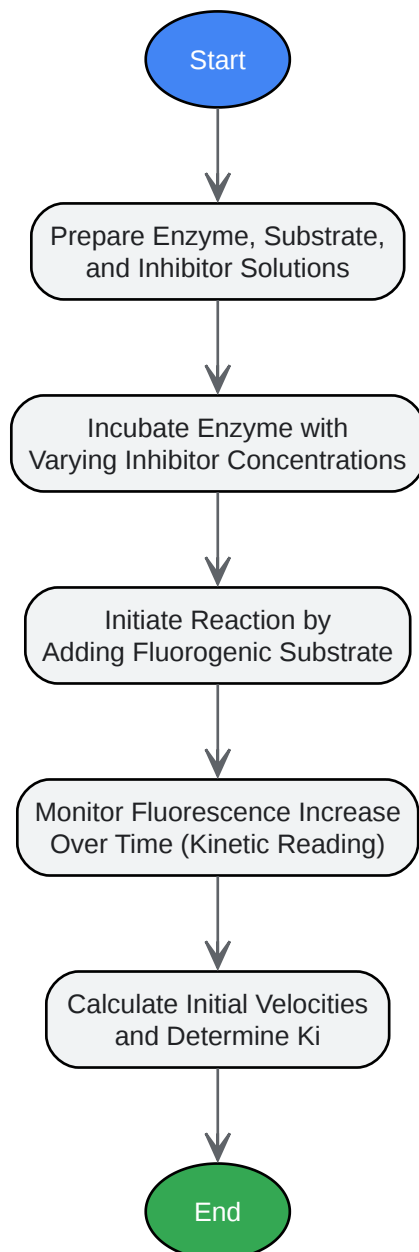 Start
Prepare Enzyme, Substrate,
and Inhibitor Solutions
Incubate Enzyme with
Varying Inhibitor Concentrations
Initiate Reaction by
Adding Fluorogenic Substrate
Monitor Fluorescence Increase
Over Time (Kinetic Reading)
Calculate Initial Velocities
and Determine Ki
End